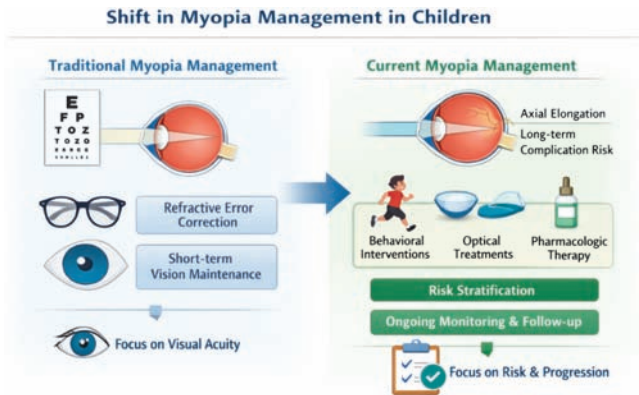 Shift in Myopia Management in Children
Traditional Myopia Management
E
F P
T O Z
Refractive Error
Correction
Short-term
Vision Maintenance
Focus on Visual Acuity
Current Myopia Management
Axial Elongation
Long-term
Complication Risk
Behavioral
Interventions
Optical
Treatments
Pharmacologic
Therapy
Risk Stratification
Ongoing Monitoring & Follow-up
Focus on Risk & Progression